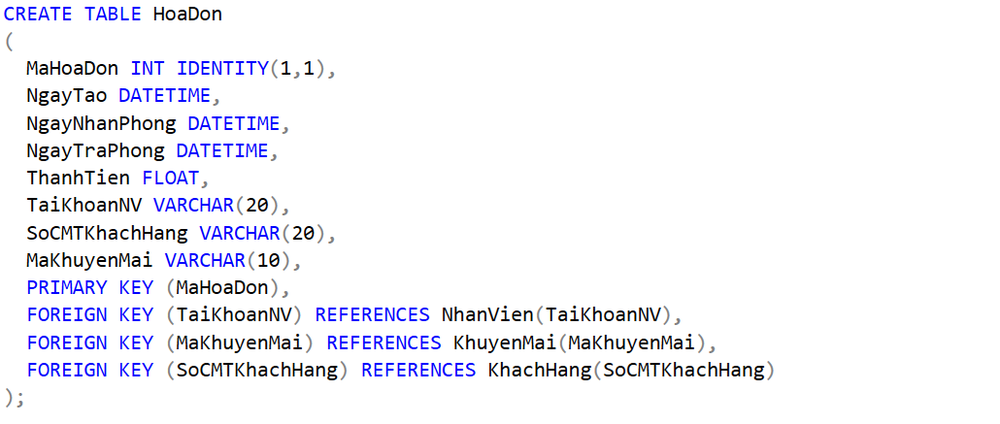 CREATE TABLE HoaDon
(
MaHoaDon INT IDENTITY(1,1),
NgayTao DATETIME,
NgayNhanPhong DATETIME,
NgayTraPhong DATETIME,
ThanhTien FLOAT,
TaiKhoanNV VARCHAR(20),
SoCMTKhachHang VARCHAR(20),
MaKhuyenMai VARCHAR(10),
PRIMARY KEY (MaHoaDon),
FOREIGN KEY (TaiKhoanNV) REFERENCES NhanVien(TaiKhoanNV),
FOREIGN KEY (MaKhuyenMai) REFERENCES KhuyenMai(MaKhuyenMai),
FOREIGN KEY (SoCMTKhachHang) REFERENCES KhachHang(SoCMTKhachHang)
);